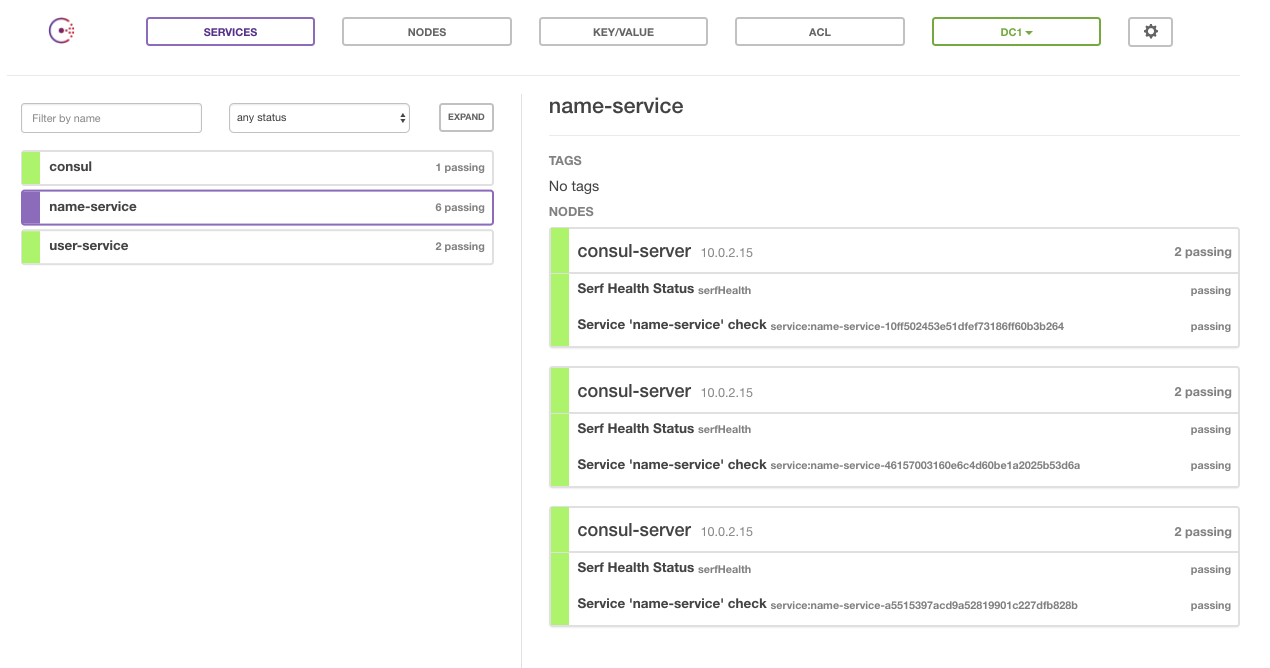 SERVICES NODES KEY/VALUE ACL DC1
Filter by name any status EXPAND
consul 1 passing
name-service 6 passing
user-service 2 passing
name-service
TAGS
No tags
NODES
consul-server 10.0.2.15 2 passing
Serf Health Status serfHealth passing
Service 'name-service' check service:name-service-10ff502453e51dfef73186ff60b3b264 passing
consul-server 10.0.2.15 2 passing
Serf Health Status serfHealth passing
Service 'name-service' check service:name-service-46157003160e6c4d60be1a2025b53d6a passing
consul-server 10.0.2.15 2 passing
Serf Health Status serfHealth passing
Service 'name-service' check service:name-service-a5515397acd9a52819901c227dfb828b passing